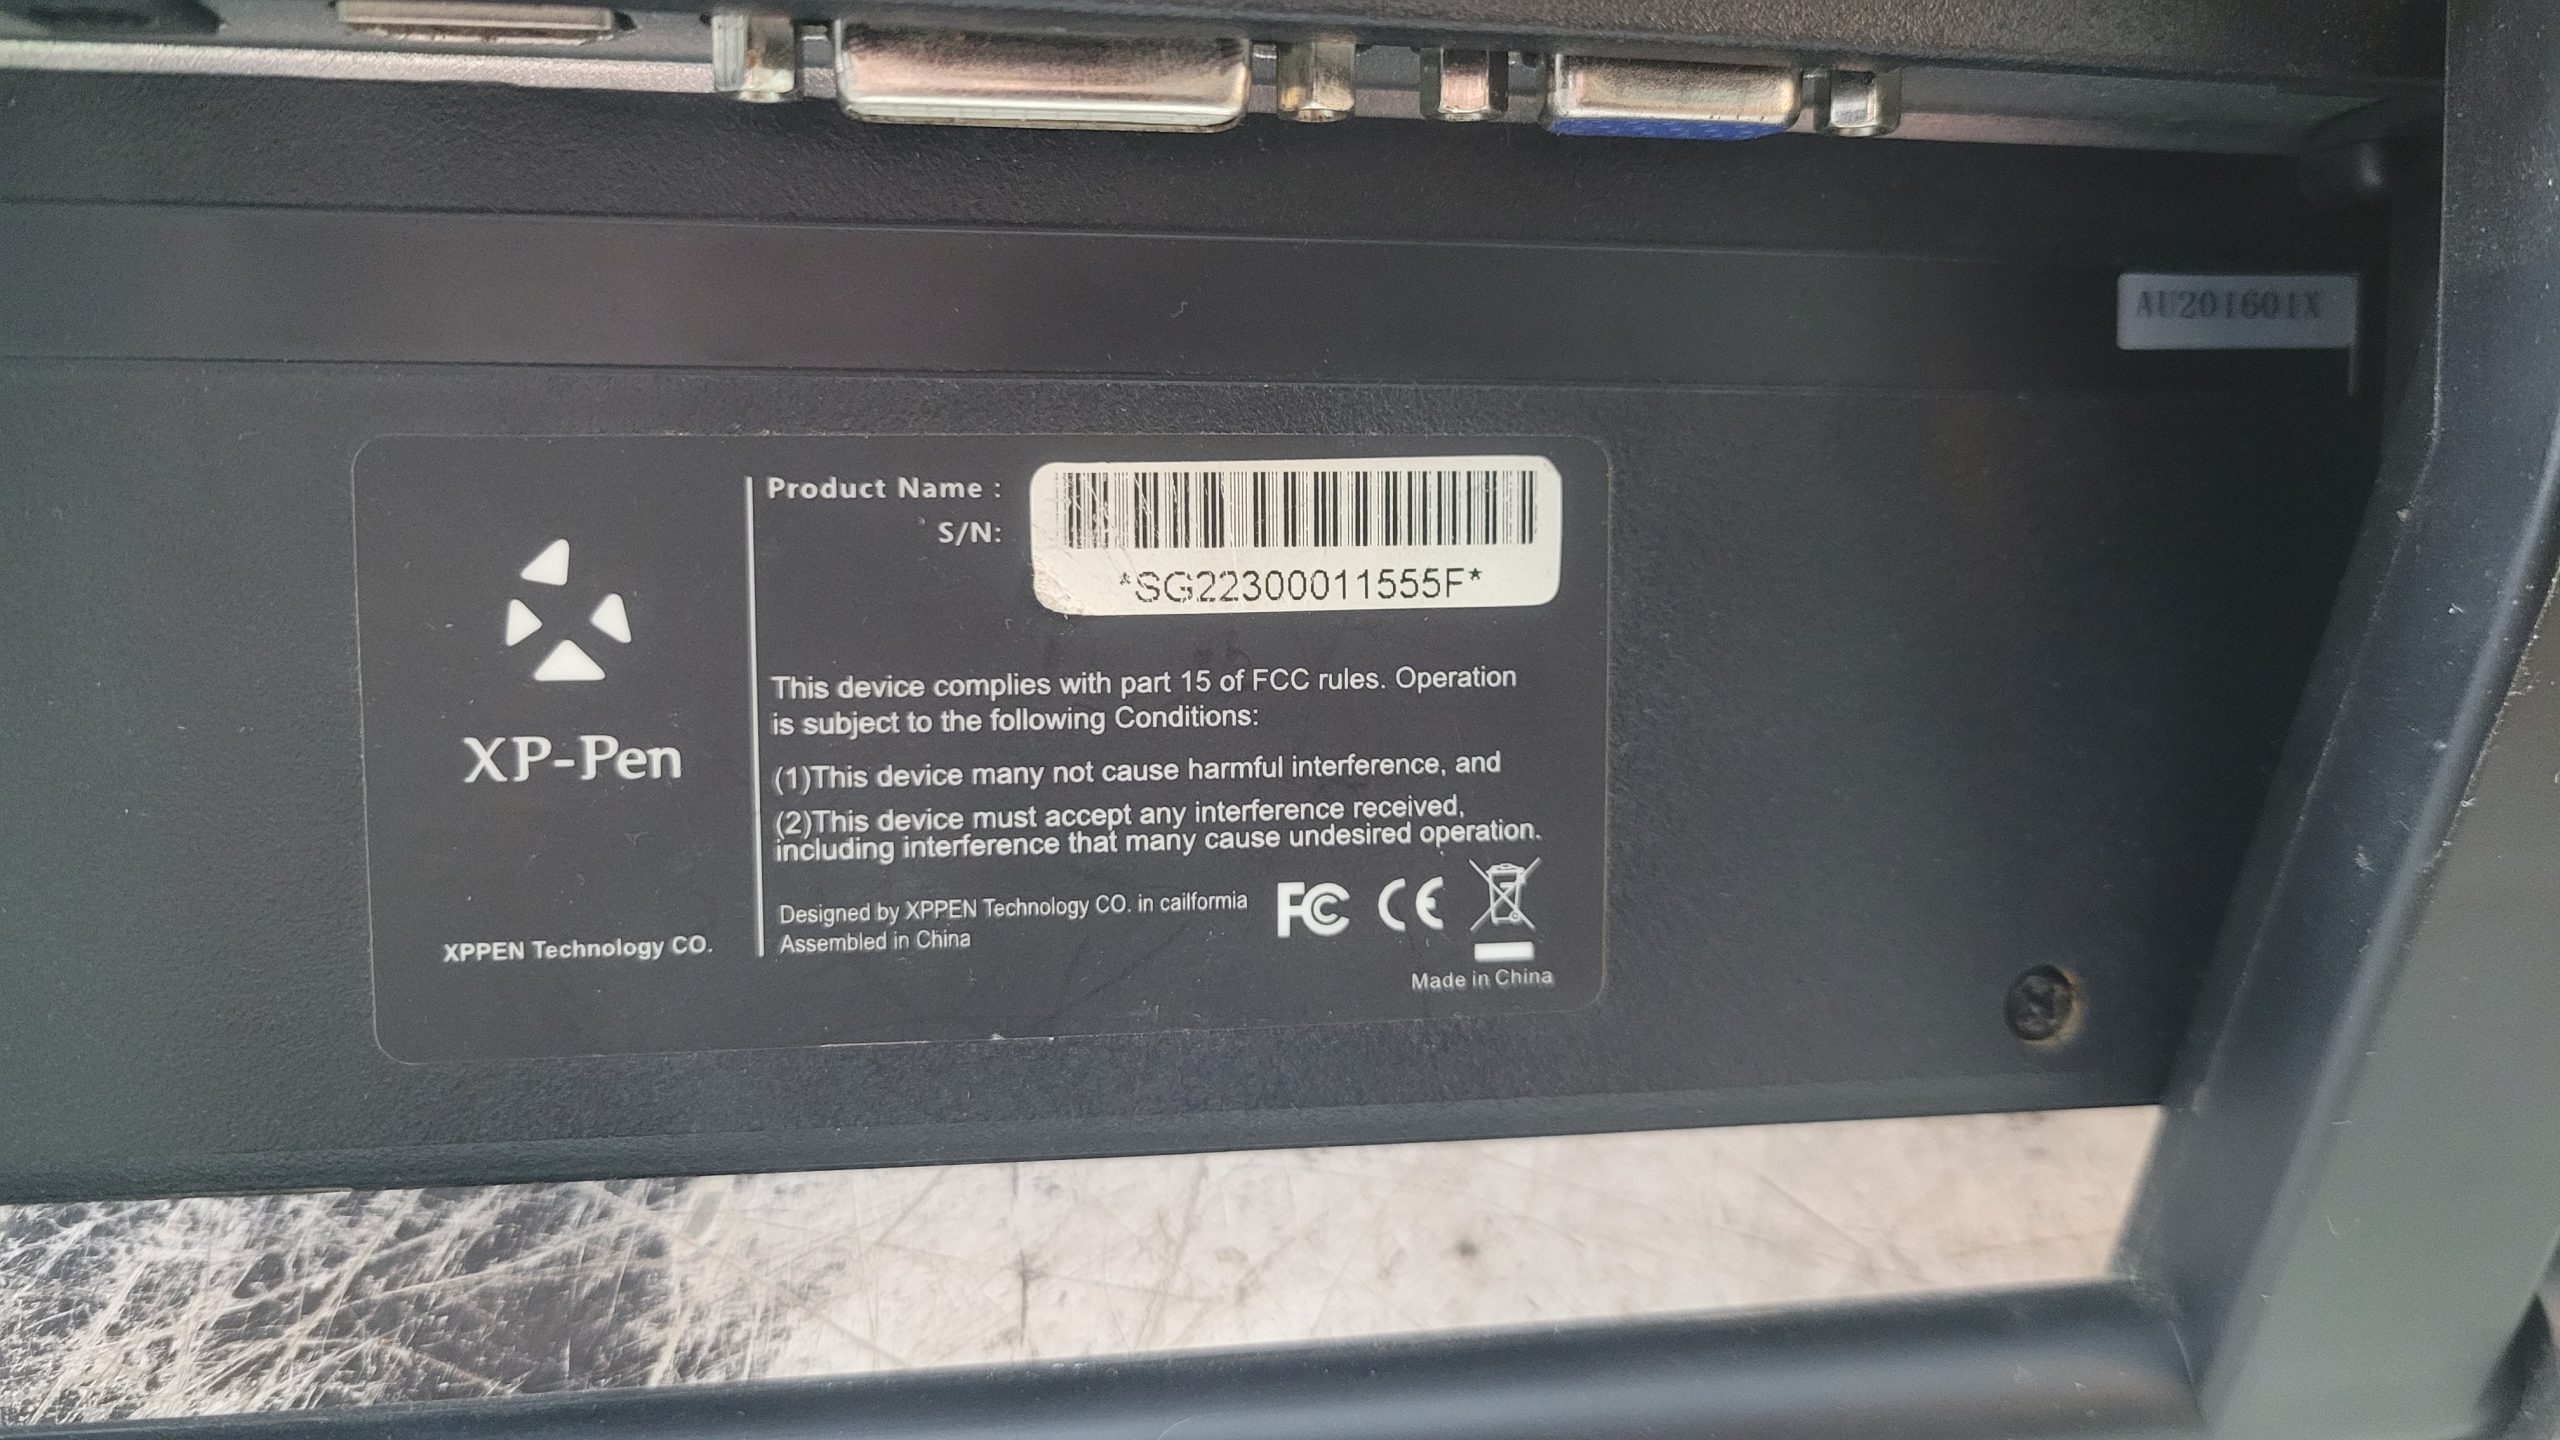 AU201601X
Product Name :
S/N:
*SG22300011555F*
XP-Pen
XPPEN Technology CO.
This device complies with part 15 of FCC rules. Operation
is subject to the following Conditions:
(1)This device many not cause harmful interference, and
(2)This device must accept any interference received,
including interference that many cause undesired operation.
Designed by XPPEN Technology CO. in cailformia
Assembled in China
FC CE
Made in China